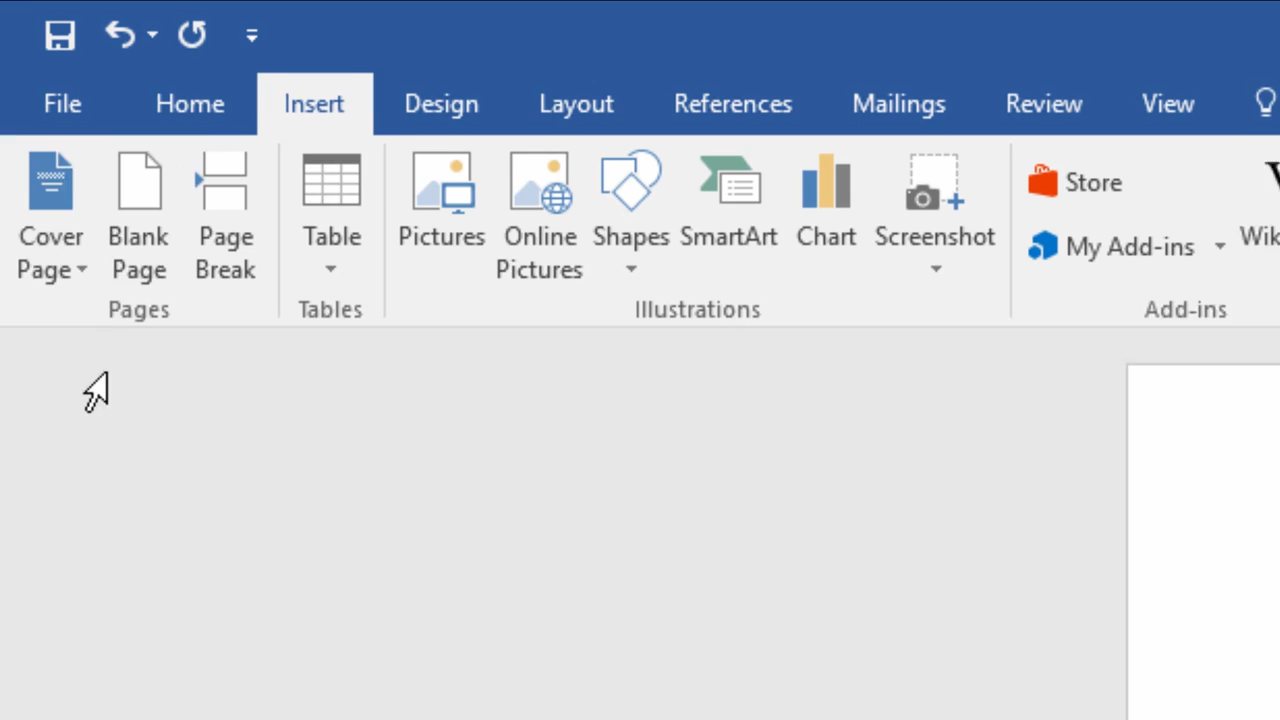 File Home Insert Design Layout References Mailings Review View
Cover Page
Blank Page
Page Break
Table
Pictures
Online Pictures
Shapes
SmartArt
Chart
Screenshot
Store
My Add-ins
Pages
Tables
Illustrations
Add-ins